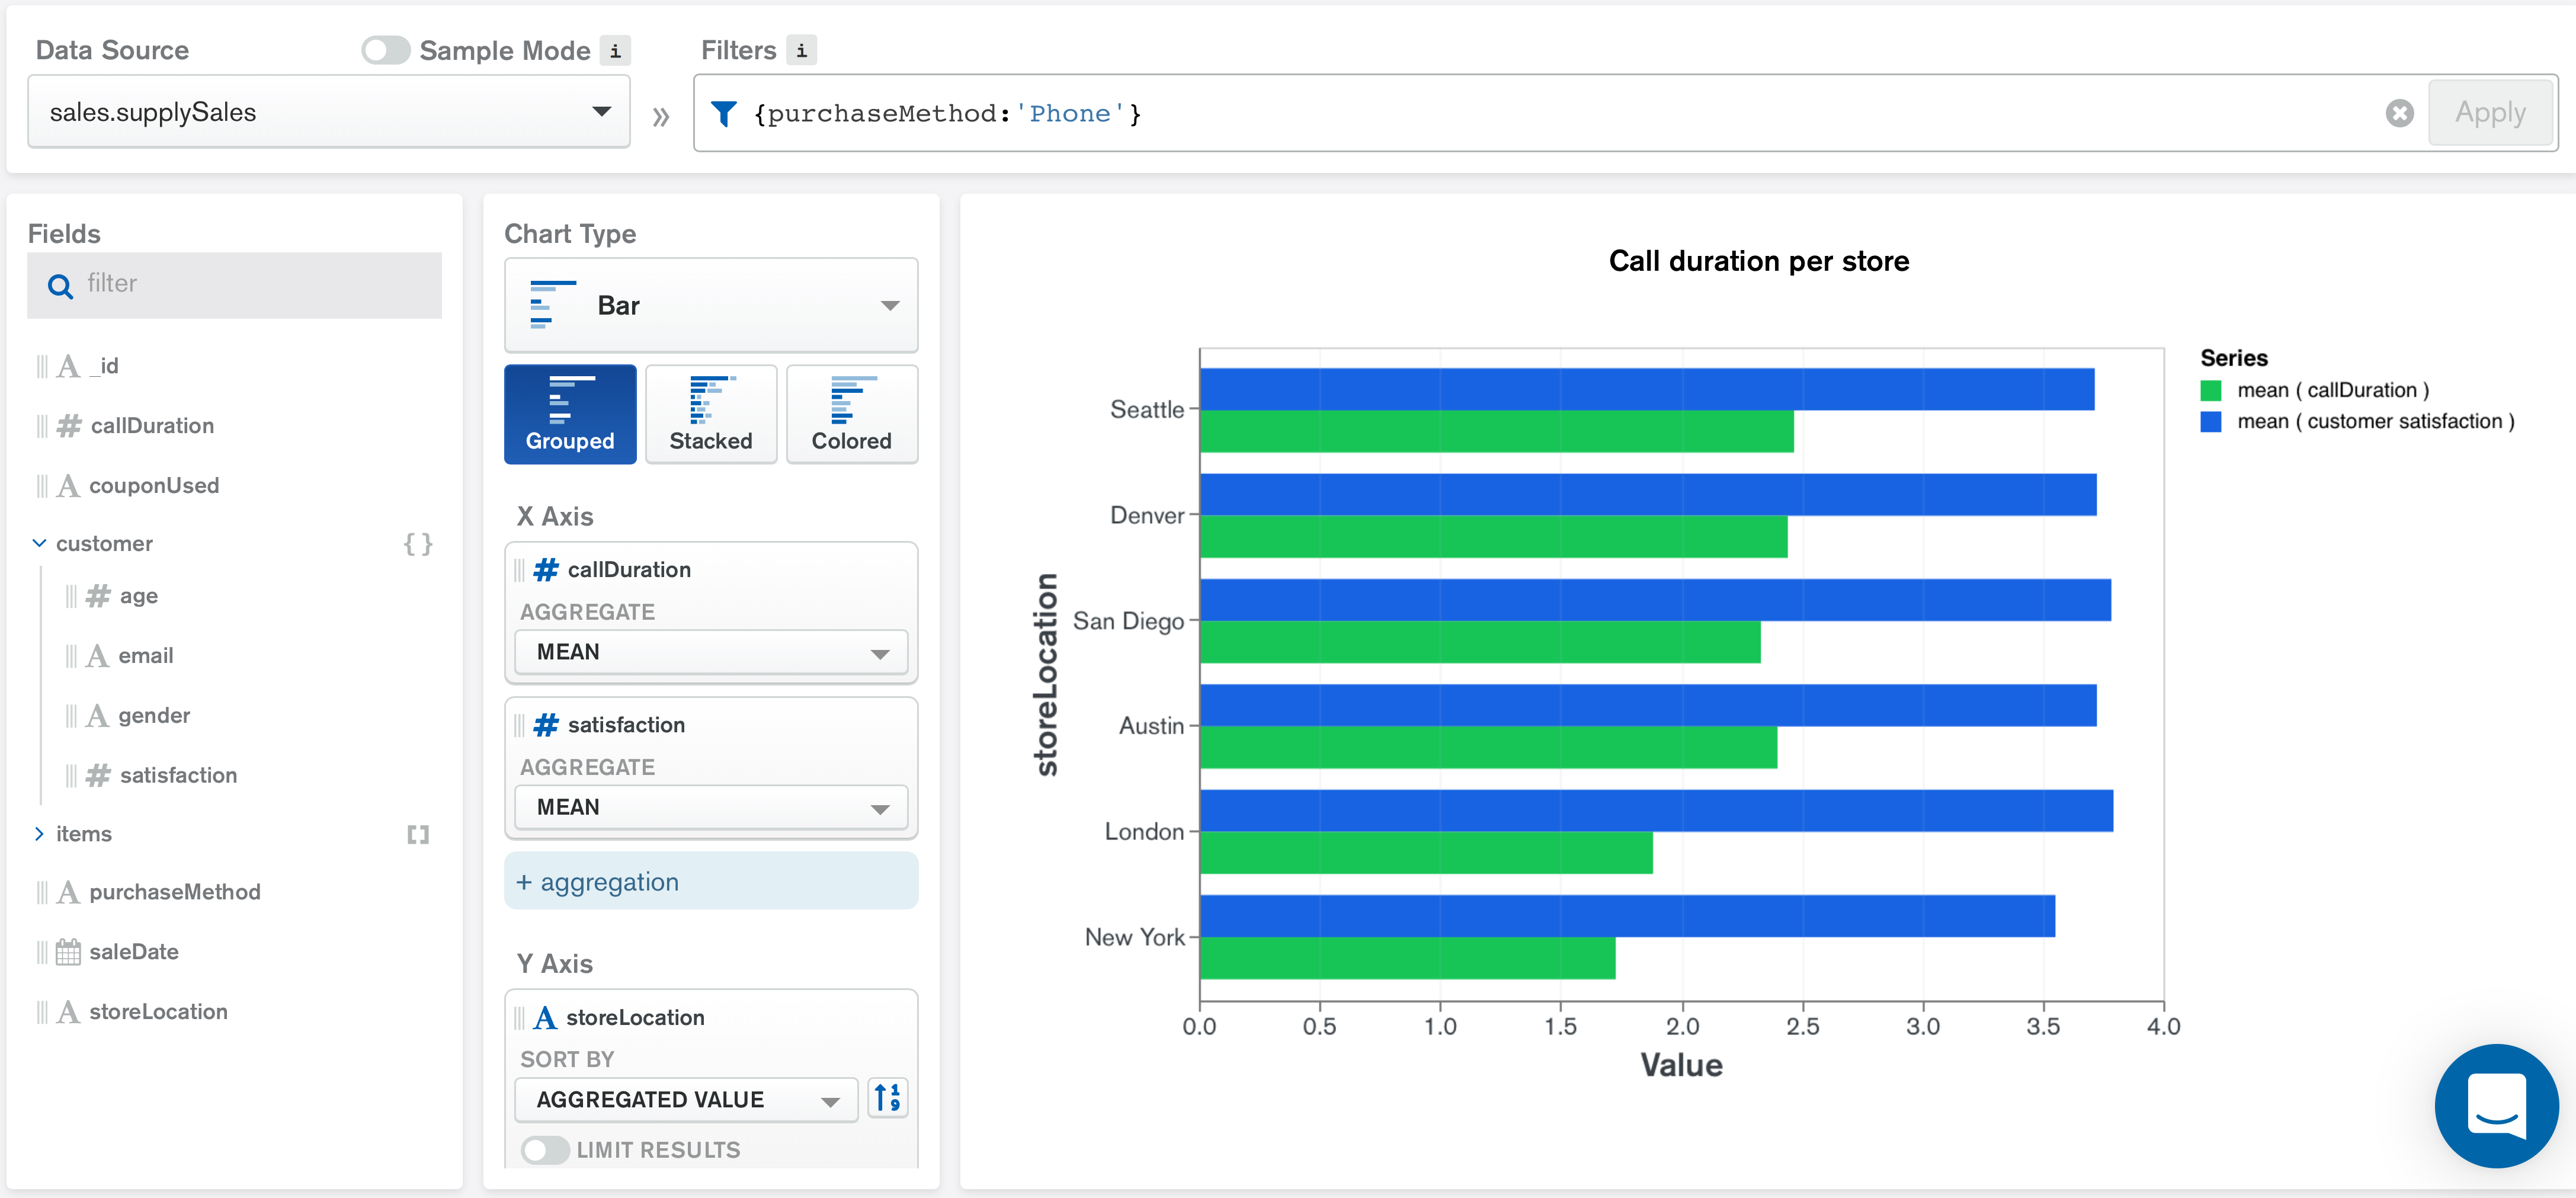 Data Source
Sample Mode i
Filters i
sales.supplySales
»
{purchaseMethod:'Phone'}
Apply
Fields
filter
A _id
# callDuration
A couponUsed
customer { }
# age
A email
A gender
# satisfaction
items [ ]
A purchaseMethod
saleDate
A storeLocation
Chart Type
Bar
Grouped
Stacked
Colored
X Axis
# callDuration
AGGREGATE
MEAN
# satisfaction
AGGREGATE
MEAN
+ aggregation
Y Axis
A storeLocation
SORT BY
AGGREGATED VALUE
1
9
LIMIT RESULTS
Call duration per store
storeLocation
Seattle
Denver
San Diego
Austin
London
New York
0.0 0.5 1.0 1.5 2.0 2.5 3.0 3.5 4.0
Value
Series
mean ( callDuration )
mean ( customer satisfaction )